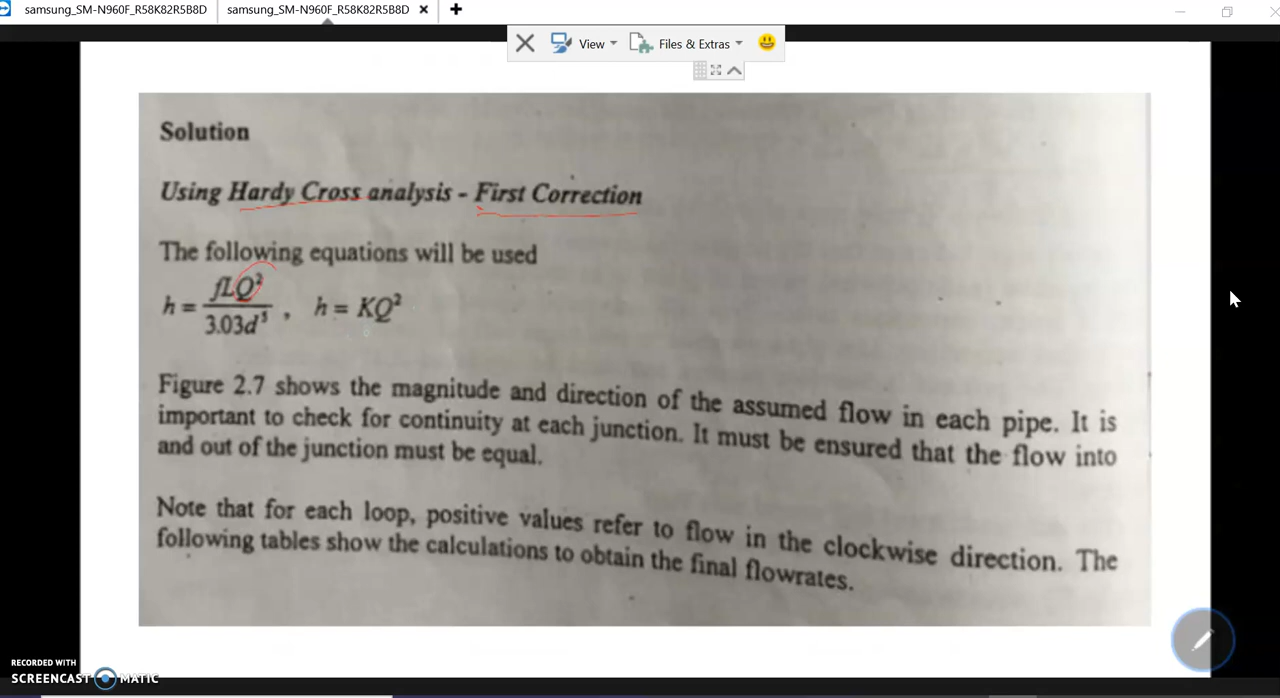 samsung_SM-N960F_R58K82R5B8D samsung_SM-N960F_R58K82R5B8D
View Files & Extras
Solution
Using Hardy Cross analysis - First Correction
The following equations will be used
h = fLQ² / 3.03d⁵ , h = KQ²
Figure 2.7 shows the magnitude and direction of the assumed flow in each pipe. It is
important to check for continuity at each junction. It must be ensured that the flow into
and out of the junction must be equal.
Note that for each loop, positive values refer to flow in the clockwise direction. The
following tables show the calculations to obtain the final flowrates.
RECORDED WITH
SCREENCAST MATIC